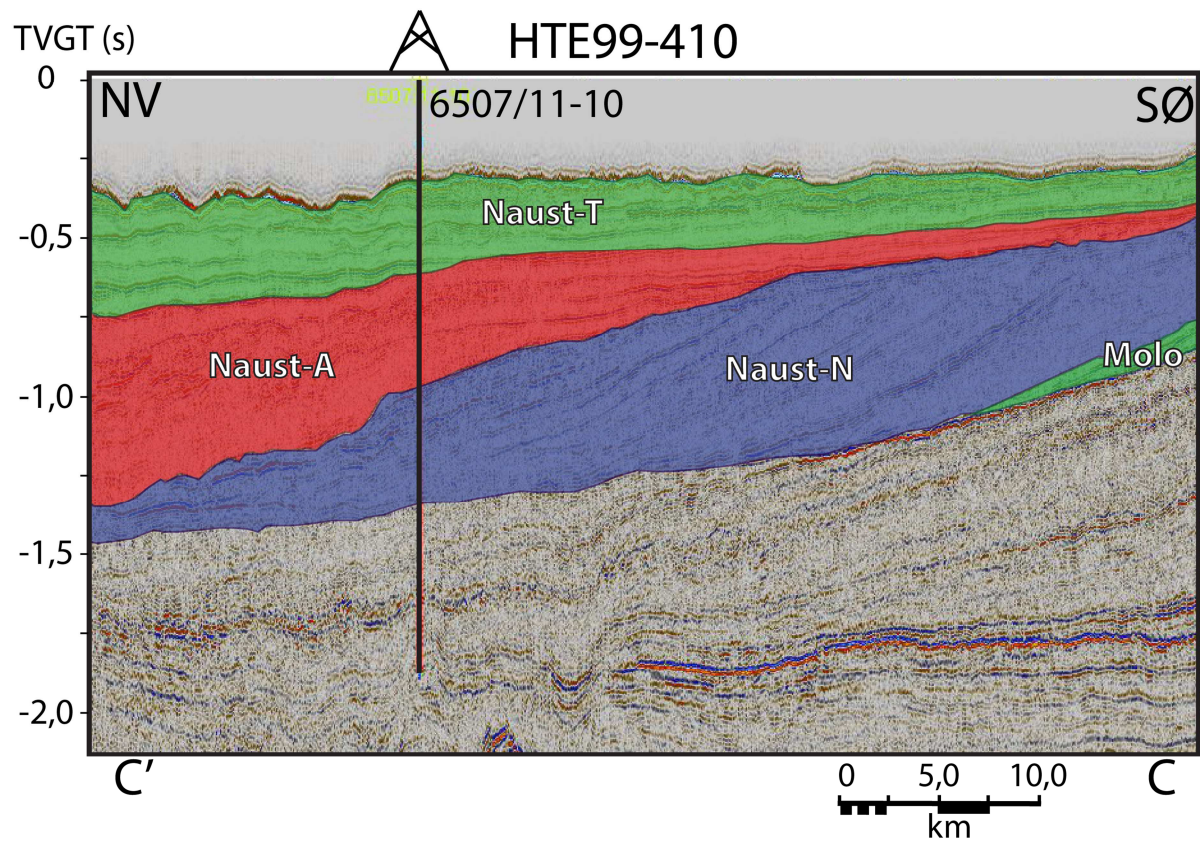 TVGT (s)
HTE99-410
0
NV
6507/11-10
SØ
Naust-T
-0,5
Naust-A
Naust-N
Molo
-1,0
-1,5
-2,0
C’
C
0 5,0 10,0
km